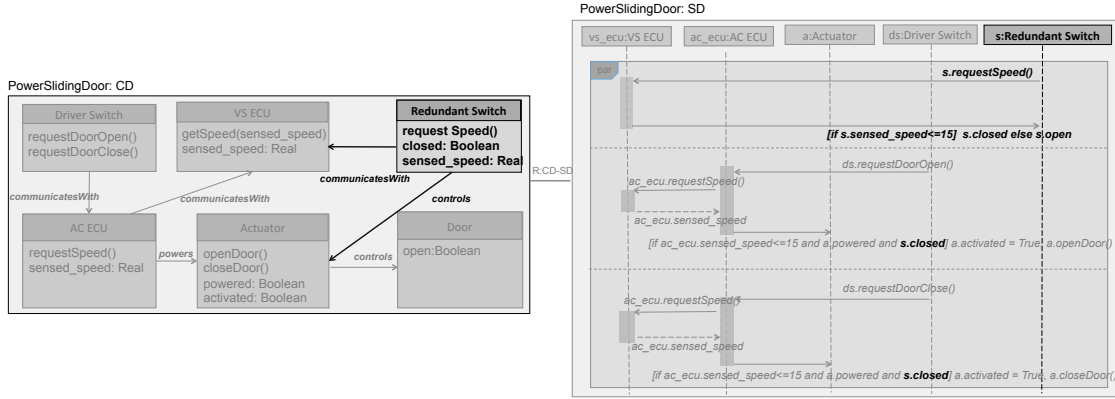 PowerSlidingDoor: SD
vs_ecu:VS ECU
ac_ecu:AC ECU
a:Actuator
ds:Driver Switch
s:Redundant Switch
par
s.requestSpeed()
[if s.sensed_speed<=15] s.closed else s.open
ds.requestDoorOpen()
ac_ecu.requestSpeed()
ac_ecu.sensed_speed
[if ac_ecu.sensed_speed<=15 and a.powered and s.closed] a.activated = True, a.openDoor()
ds.requestDoorClose()
ac_ecu.requestSpeed()
ac_ecu.sensed_speed
[if ac_ecu.sensed_speed<=15 and a.powered and s.closed] a.activated = True, a.closeDoor()
R:CD-SD
PowerSlidingDoor: CD
Driver Switch
requestDoorOpen()
requestDoorClose()
VS ECU
getSpeed(sensed_speed)
sensed_speed: Real
Redundant Switch
request Speed()
closed: Boolean
sensed_speed: Real
communicatesWith
communicatesWith
communicatesWith
controls
AC ECU
requestSpeed()
sensed_speed: Real
powers
Actuator
openDoor()
closeDoor()
powered: Boolean
activated: Boolean
controls
Door
open:Boolean